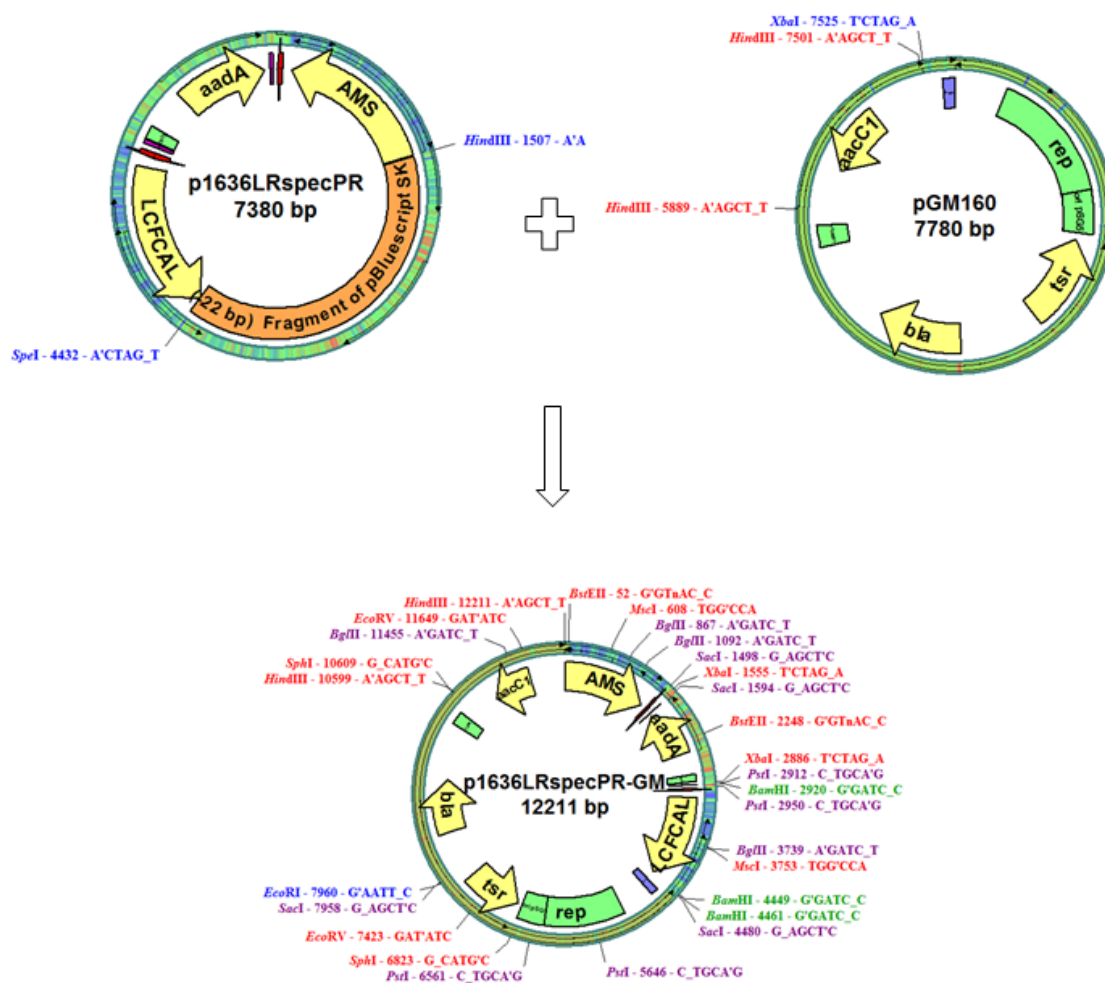 aadA
AMS
HindIII - 1507 - A'A
p1636LRspecPR
7380 bp
LCFCAL
22 bp) Fragment of pBluescript SK
SpeI - 4432 - A'CTAG_T
XbaI - 7525 - T'CTAG_A
HindIII - 7501 - A'AGCT_T
aacC1
rep
HindIII - 5889 - A'AGCT_T
pGM160
7780 bp
tsr
bla
HindIII - 12211 - A'AGCT_T
BstEII - 52 - G'GTnAC_C
EcoRV - 11649 - GAT'ATC
MscI - 608 - TGG'CCA
BglII - 11455 - A'GATC_T
BglII - 867 - A'GATC_T
BglII - 1092 - A'GATC_T
SphI - 10609 - G_CATG'C
SacI - 1498 - G_AGCT'C
HindIII - 10599 - A'AGCT_T
XbaI - 1555 - T'CTAG_A
SacI - 1594 - G_AGCT'C
aacC1
AMS
aadA
BstEII - 2248 - G'GTnAC_C
p1636LRspecPR-GM
12211 bp
XbaI - 2886 - T'CTAG_A
PstI - 2912 - C_TGCA'G
BamHI - 2920 - G'GATC_C
PstI - 2950 - C_TGCA'G
bla
CFCAL
BglII - 3739 - A'GATC_T
MscI - 3753 - TGG'CCA
tsr
rep
EcoRI - 7960 - G'AATT_C
SacI - 7958 - G_AGCT'C
BamHI - 4449 - G'GATC_C
BamHI - 4461 - G'GATC_C
SacI - 4480 - G_AGCT'C
EcoRV - 7423 - GAT'ATC
SphI - 6823 - G_CATG'C
PstI - 6561 - C_TGCA'G
PstI - 5646 - C_TGCA'G